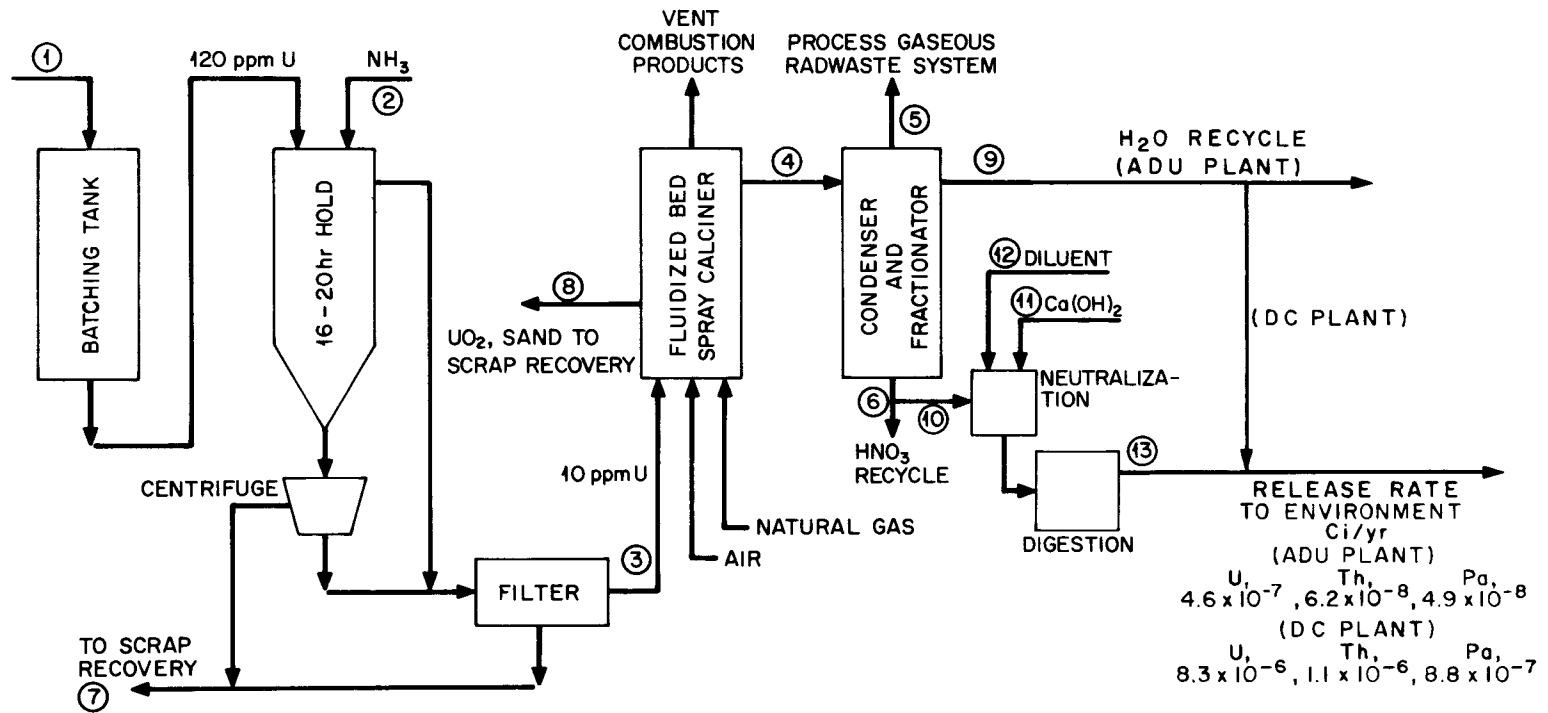 ①
120 ppm U
NH₃
②
BATCHING TANK
16-20hr HOLD
CENTRIFUGE
TO SCRAP
RECOVERY
⑦
FILTER
③
10 ppm U
VENT
COMBUSTION
PRODUCTS
FLUIDIZED BED
SPRAY CALCINER
⑧
UO₂, SAND TO
SCRAP RECOVERY
NATURAL GAS
AIR
④
PROCESS GASEOUS
RADWASTE SYSTEM
⑤
CONDENSER
AND
FRACTIONATOR
⑥
HNO₃
RECYCLE
⑨
H₂O RECYCLE
(ADU PLANT)
⑩
⑫ DILUENT
⑪ Ca(OH)₂
NEUTRALIZA-
TION
DIGESTION
(DC PLANT)
⑬
RELEASE RATE
TO ENVIRONMENT
Ci/yr
(ADU PLANT)
U, Th, Pa,
4.6 x 10⁻⁷, 6.2 x 10⁻⁸, 4.9 x 10⁻⁸
(DC PLANT)
U, Th, Pa,
8.3 x 10⁻⁶, 1.1 x 10⁻⁶, 8.8 x 10⁻⁷